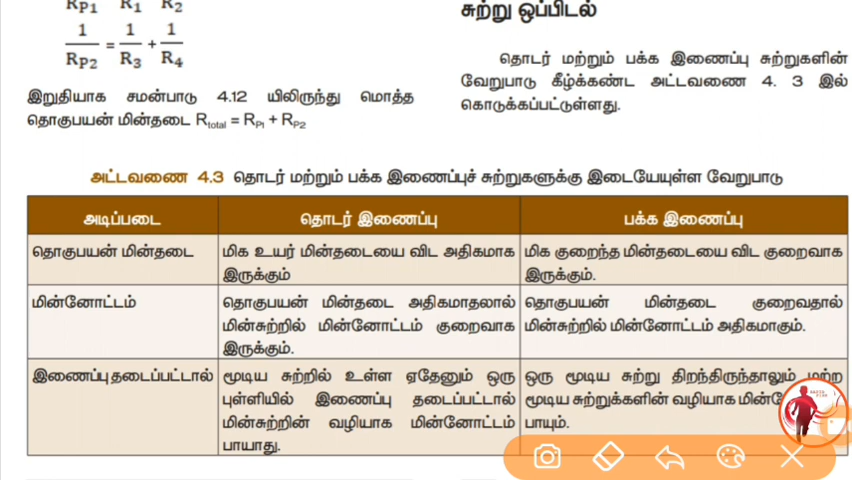 R_P1 R_1 R_2
1/R_P2 = 1/R_3 + 1/R_4
இறுதியாக சமன்பாடு 4.12 யிலிருந்து மொத்த
தொகுபயன் மின்தடை R_total = R_P1 + R_P2
சுற்று ஒப்பிடல்
தொடர் மற்றும் பக்க இணைப்பு சுற்றுகளின்
வேறுபாடு கீழ்க்கண்ட அட்டவணை 4. 3 இல்
கொடுக்கப்பட்டுள்ளது.
அட்டவணை 4.3 தொடர் மற்றும் பக்க இணைப்புச் சுற்றுகளுக்கு இடையேயுள்ள வேறுபாடு
அடிப்படை தொடர் இணைப்பு பக்க இணைப்பு
தொகுபயன் மின்தடை
மிக உயர் மின்தடையை விட அதிகமாக
இருக்கும்
மிக குறைந்த மின்தடையை விட குறைவாக
இருக்கும்.
மின்னோட்டம்
தொகுபயன் மின்தடை அதிகமாதலால்
மின்சுற்றில் மின்னோட்டம் குறைவாக
இருக்கும்.
தொகுபயன் மின்தடை குறைவதால்
மின்சுற்றில் மின்னோட்டம் அதிகமாகும்.
இணைப்பு தடைப்பட்டால்
மூடிய சுற்றில் உள்ள ஏதேனும் ஒரு
புள்ளியில் இணைப்பு தடைப்பட்டால்
மின்சுற்றின் வழியாக மின்னோட்டம்
பாயாது.
ஒரு மூடிய சுற்று திறந்திருந்தாலும் மற்ற
மூடிய சுற்றுக்களின் வழியாக
பாயும்.